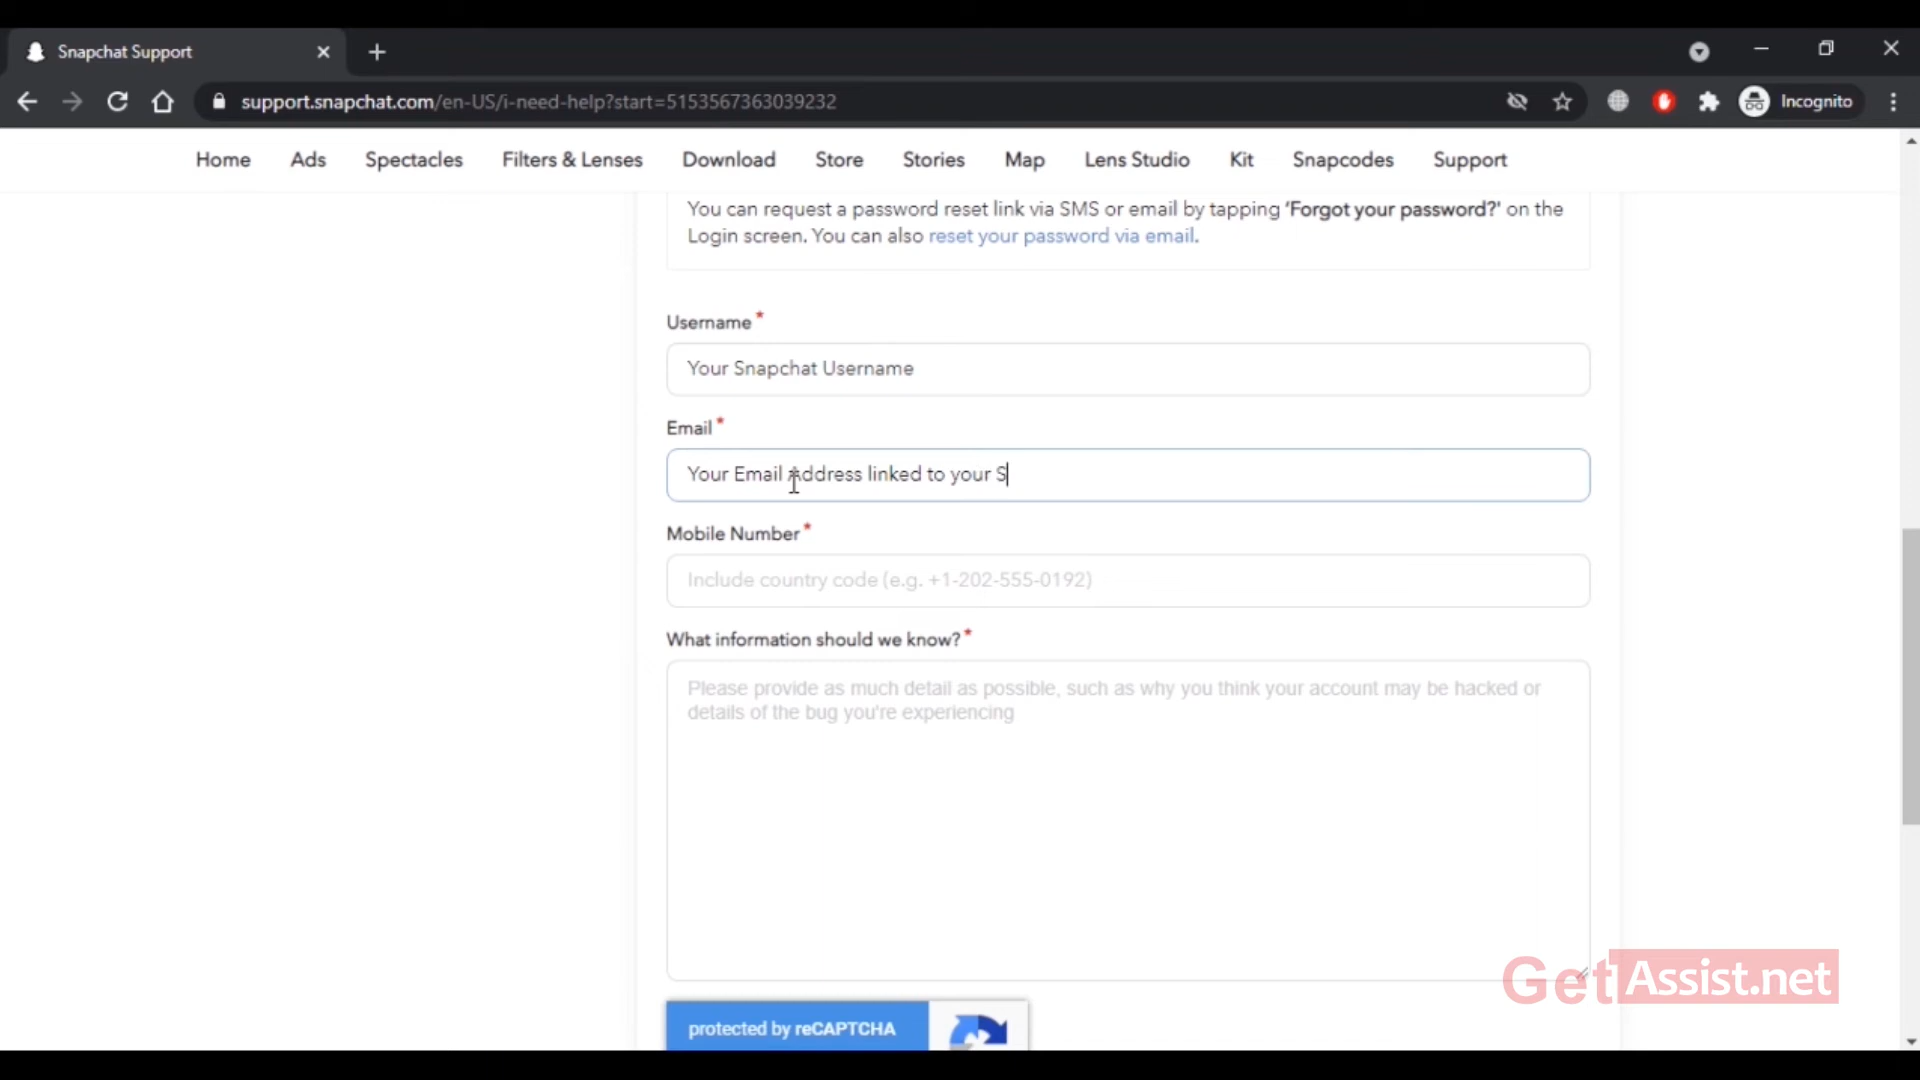 Snapchat Support
support.snapchat.com/en-US/i-need-help?start=5153567363039232
Incognito
Home Ads Spectacles Filters & Lenses Download Store Stories Map Lens Studio Kit Snapcodes Support
You can request a password reset link via SMS or email by tapping 'Forgot your password?' on the
Login screen. You can also reset your password via email.
Username *
Your Snapchat Username
Email *
Your Email Address linked to your S
Mobile Number *
Include country code (e.g. +1-202-555-0192)
What information should we know? *
Please provide as much detail as possible, such as why you think your account may be hacked or
details of the bug you're experiencing
GetAssist.net
protected by reCAPTCHA